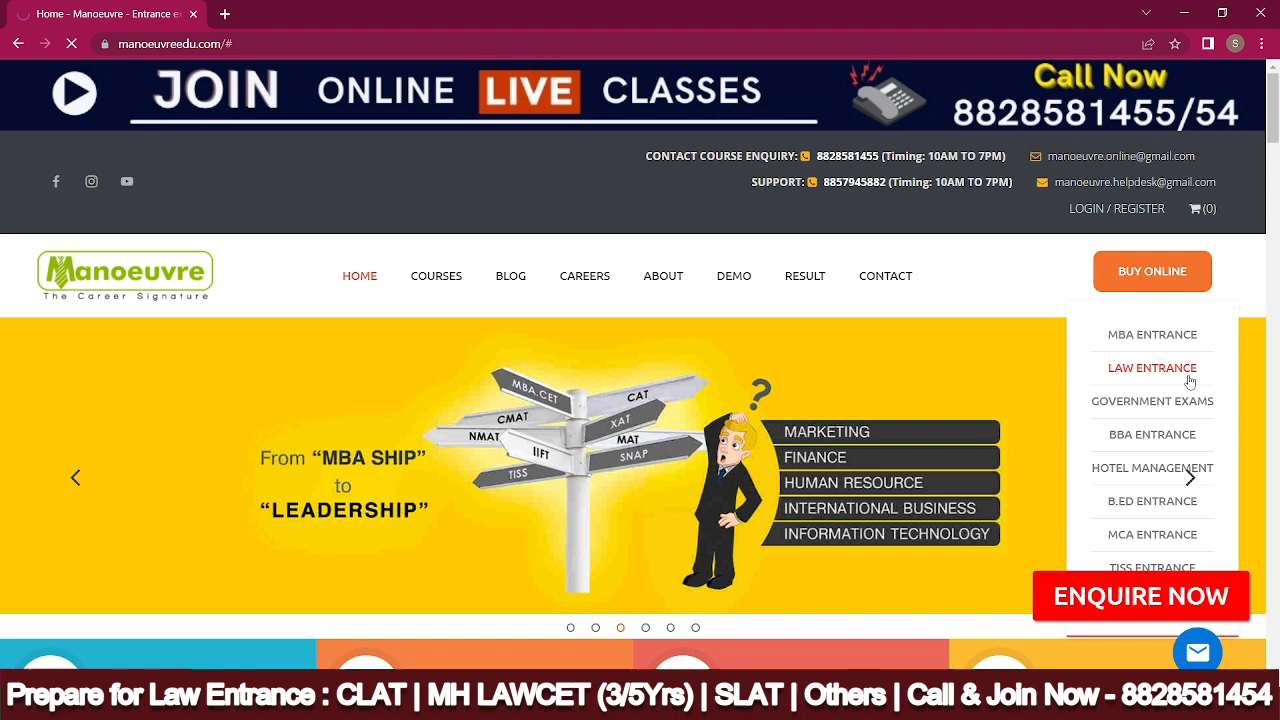 Home - Manoeuvre - Entrance ex
manoeuvreedu.com/#
S
JOIN ONLINE LIVE CLASSES
Call Now
8828581455/54
CONTACT COURSE ENQUIRY: 8828581455 (Timing: 10AM TO 7PM) manoeuvre.online@gmail.com
SUPPORT: 8857945882 (Timing: 10AM TO 7PM) manoeuvre.helpdesk@gmail.com
LOGIN / REGISTER (0)
Manoeuvre
The Career Signature
HOME COURSES BLOG CAREERS ABOUT DEMO RESULT CONTACT
BUY ONLINE
MBA ENTRANCE
LAW ENTRANCE
GOVERNMENT EXAMS
BBA ENTRANCE
HOTEL MANAGEMENT
B.ED ENTRANCE
MCA ENTRANCE
TISS ENTRANCE
From “MBA SHIP”
to
“LEADERSHIP”
MBA.CET
CAT
CMAT
XAT
NMAT
MAT
IIFT
SNAP
TISS
?
MARKETING
FINANCE
HUMAN RESOURCE
INTERNATIONAL BUSINESS
INFORMATION TECHNOLOGY
ENQUIRE NOW
Prepare for Law Entrance : CLAT | MH LAWCET (3/5Yrs) | SLAT | Others | Call & Join Now - 8828581454